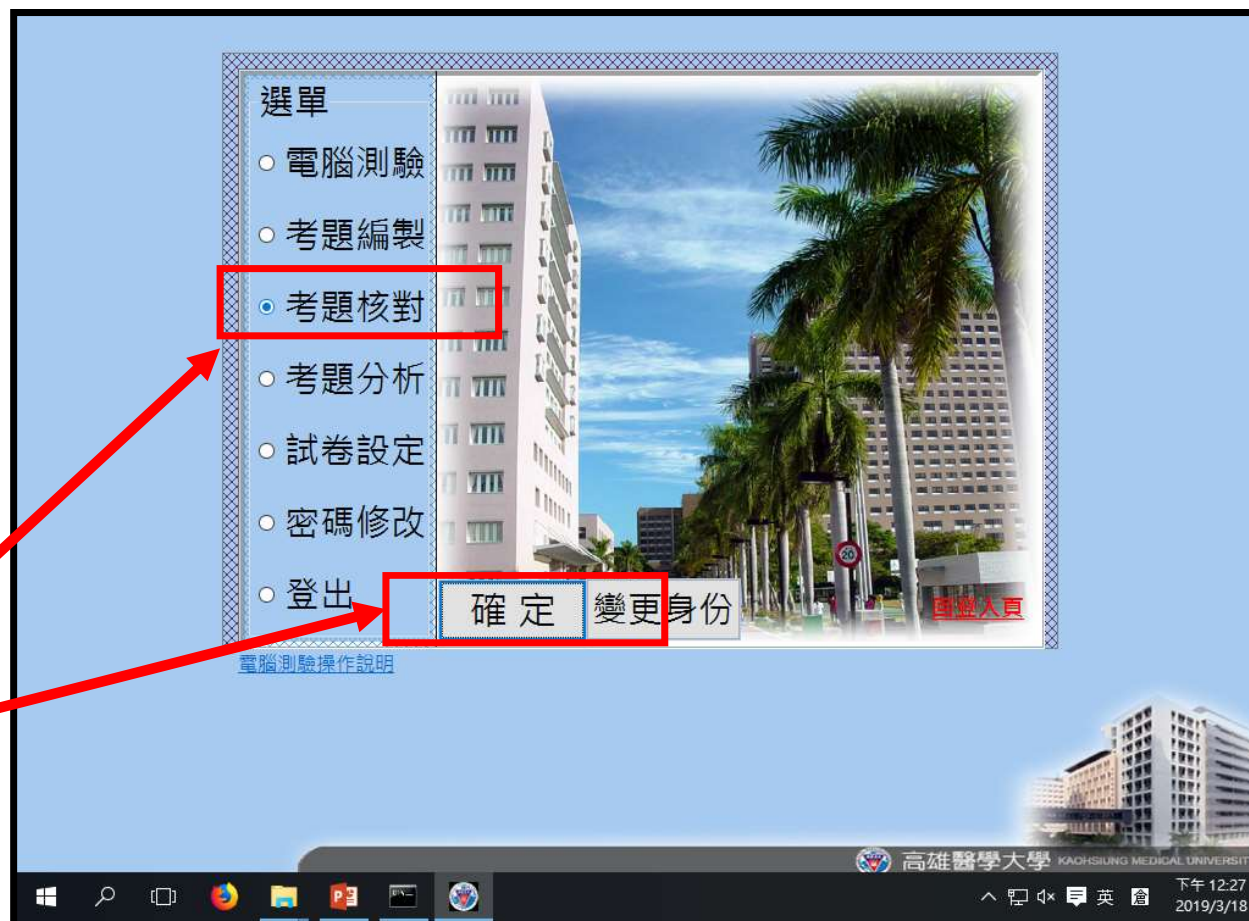 選單
電腦測驗
考題編製
考題核對
考題分析
試卷設定
密碼修改
登出
確 定
變更身份
回登入頁
電腦測驗操作說明
20
高雄醫學大學 KAOHSIUNG MEDICAL UNIVERSIT
英
倉
下午 12:27
2019/3/18